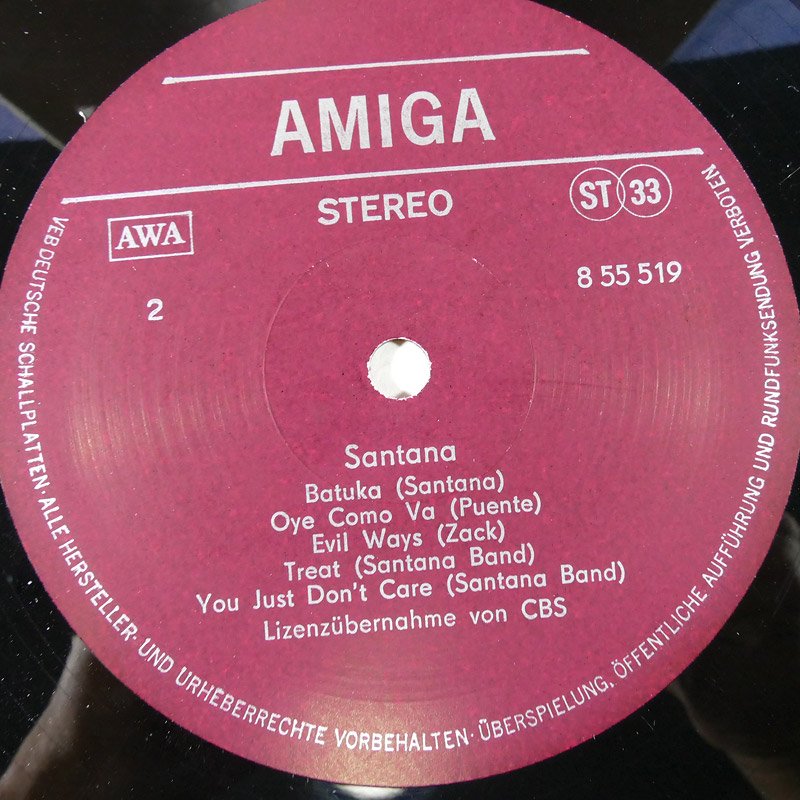 AMIGA
STEREO
ST 33
AWA
8 55 519
2
Santana
Batuka (Santana)
Oye Como Va (Puente)
Evil Ways (Zack)
Treat (Santana Band)
You Just Don't Care (Santana Band)
Lizenzübernahme von CBS
VEB DEUTSCHE SCHALLPLATTEN · ALLE HERSTELLER- UND URHEBERRECHTE VORBEHALTEN · ÜBERSPIELUNG, ÖFFENTLICHE AUFFÜHRUNG UND RUNDFUNKSENDUNG VERBOTEN